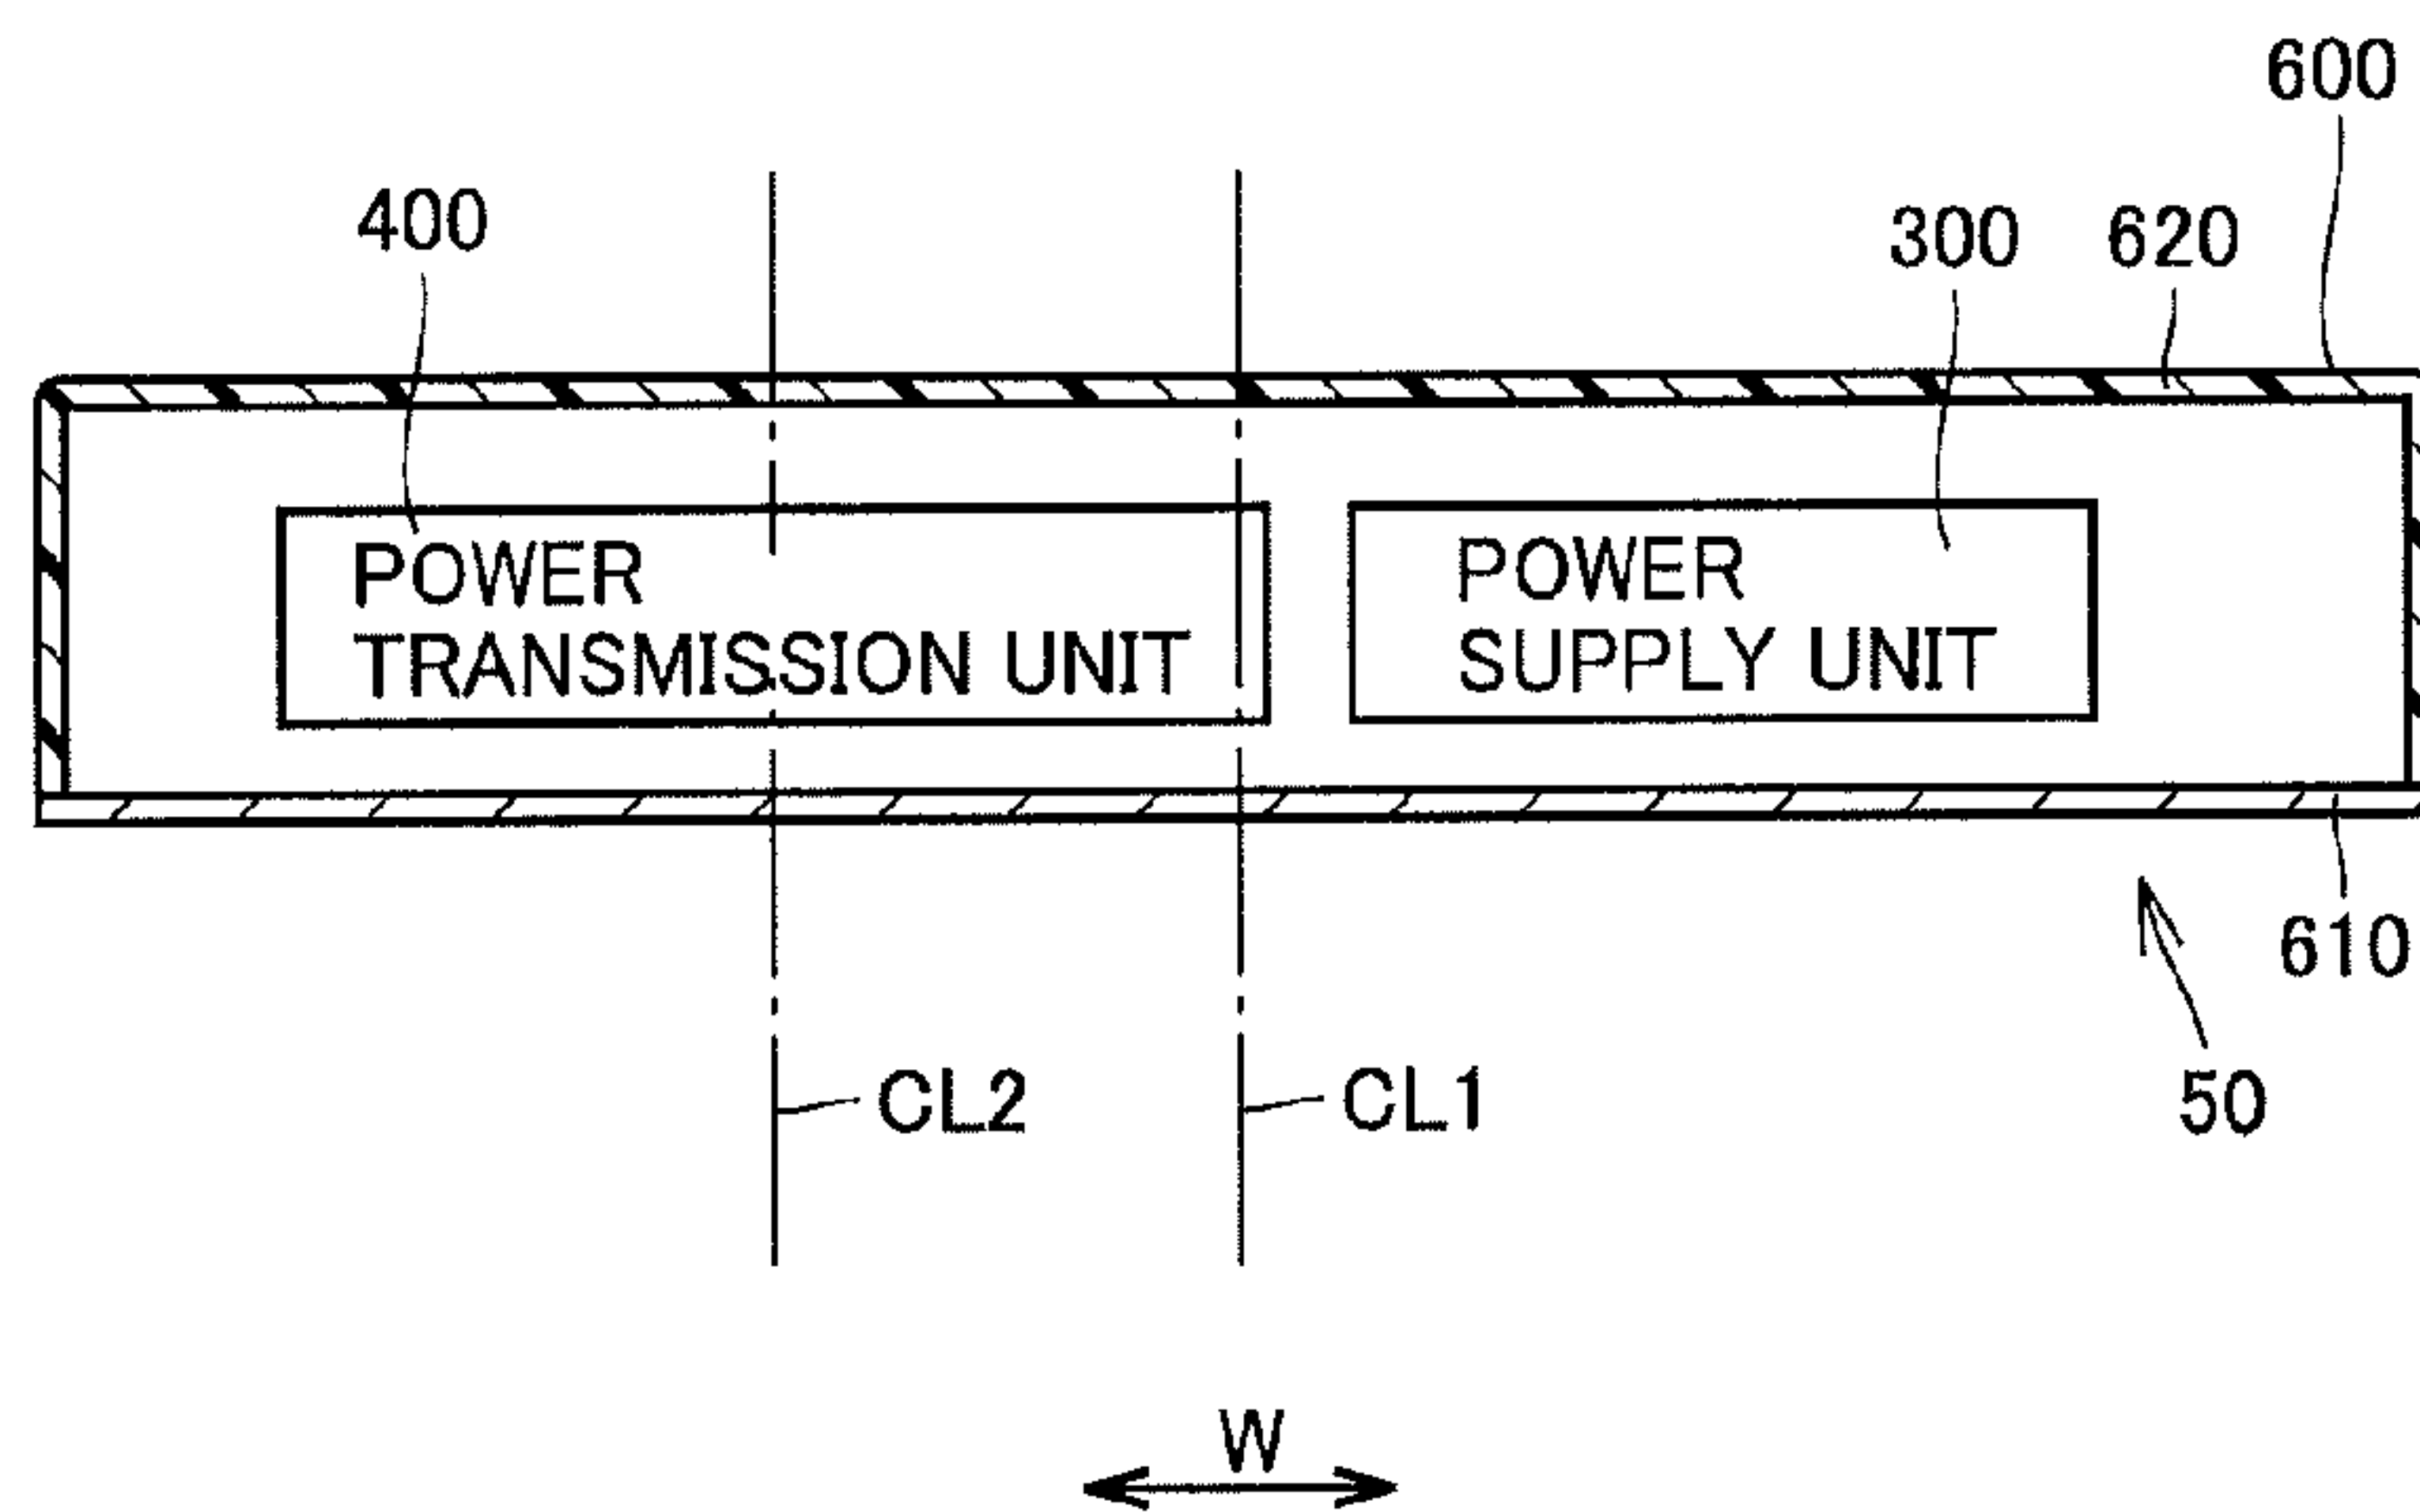 600
400
300 620
POWER
TRANSMISSION UNIT
POWER
SUPPLY UNIT
610
CL2
CL1
50
W